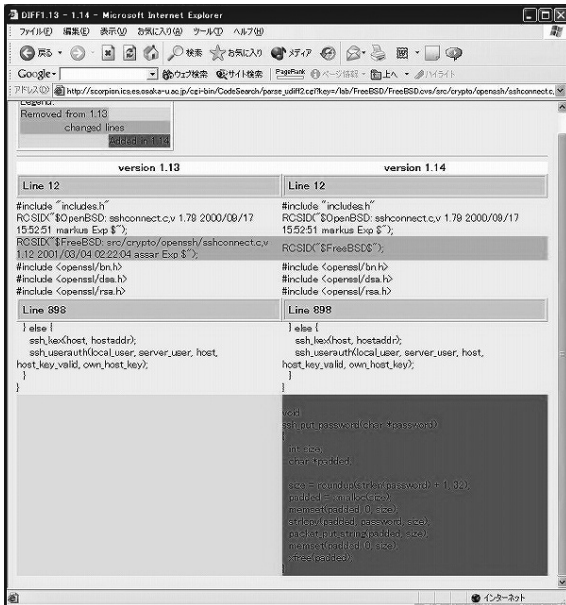 DIFF1.13 - 1.14 - Microsoft Internet Explorer
ファイル(F) 編集(E) 表示(V) お気に入り(A) ツール(T) ヘルプ(H)
戻る 検索 お気に入り メディア
Google ウェブ検索 サイト検索 PageRank ページ情報 上へ ハイライト
アドレス(D) http://scorpion.ics.es.osaka-u.ac.jp/cgi-bin/CodeSearch/parse_udiff2.cgi?key=/lab/FreeBSD/FreeBSD.cvs/src/crypto/openssh/sshconnect.c,v
Legend:
Removed from 1.13
changed lines
Added in 1.14
version 1.13 version 1.14
Line 12 Line 12
#include "includes.h" #include "includes.h"
RCSID("$OpenBSD: sshconnect.c,v 1.79 2000/09/17 RCSID("$OpenBSD: sshconnect.c,v 1.79 2000/09/17
15:52:51 markus Exp $"); 15:52:51 markus Exp $");
RCSID("$FreeBSD: src/crypto/openssh/sshconnect.c,v RCSID("$FreeBSD$");
1.12 2001/03/04 02:22:04 assar Exp $");
#include <openssl/bn.h> #include <openssl/bn.h>
#include <openssl/dsa.h> #include <openssl/dsa.h>
#include <openssl/rsa.h> #include <openssl/rsa.h>
Line 898 Line 898
} else { } else {
ssh_kex(host, hostaddr); ssh_kex(host, hostaddr);
ssh_userauth(local_user, server_user, host, ssh_userauth(local_user, server_user, host,
host_key_valid, own_host_key); host_key_valid, own_host_key);
} }
} }
void
ssh_put_password(char *password)
{
int size;
char *padded;
size = roundup(strlen(password) + 1, 32);
padded = xmalloc(size);
memset(padded, 0, size);
strlcpy(padded, password, size);
packet_put_string(padded, size);
memset(padded, 0, size);
xfree(padded);
}
インターネット